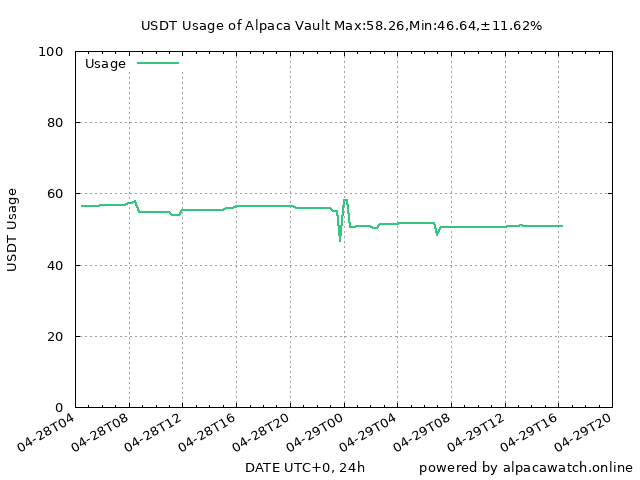 USDT Usage of Alpaca Vault Max:58.26,Min:46.64,±11.62%
100
Usage
80
60
USDT Usage
40
20
0
04-28T04 04-28T08 04-28T12 04-28T16 04-28T20 04-29T00 04-29T04 04-29T08 04-29T12 04-29T16 04-29T20
DATE UTC+0, 24h
powered by alpacawatch.online